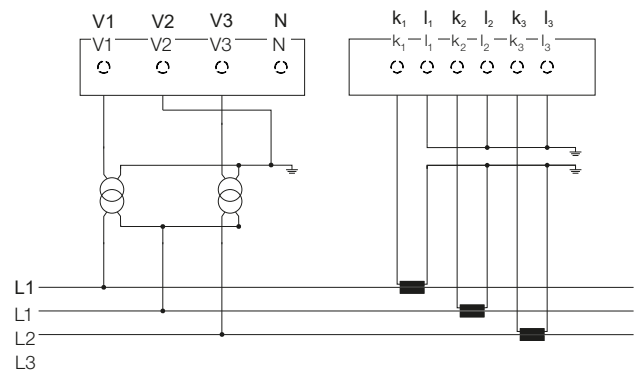 V1 V2 V3 N k₁ l₁ k₂ l₂ k₃ l₃
V1 V2 V3 N k₁ l₁ k₂ l₂ k₃ l₃
L1
L1
L2
L3